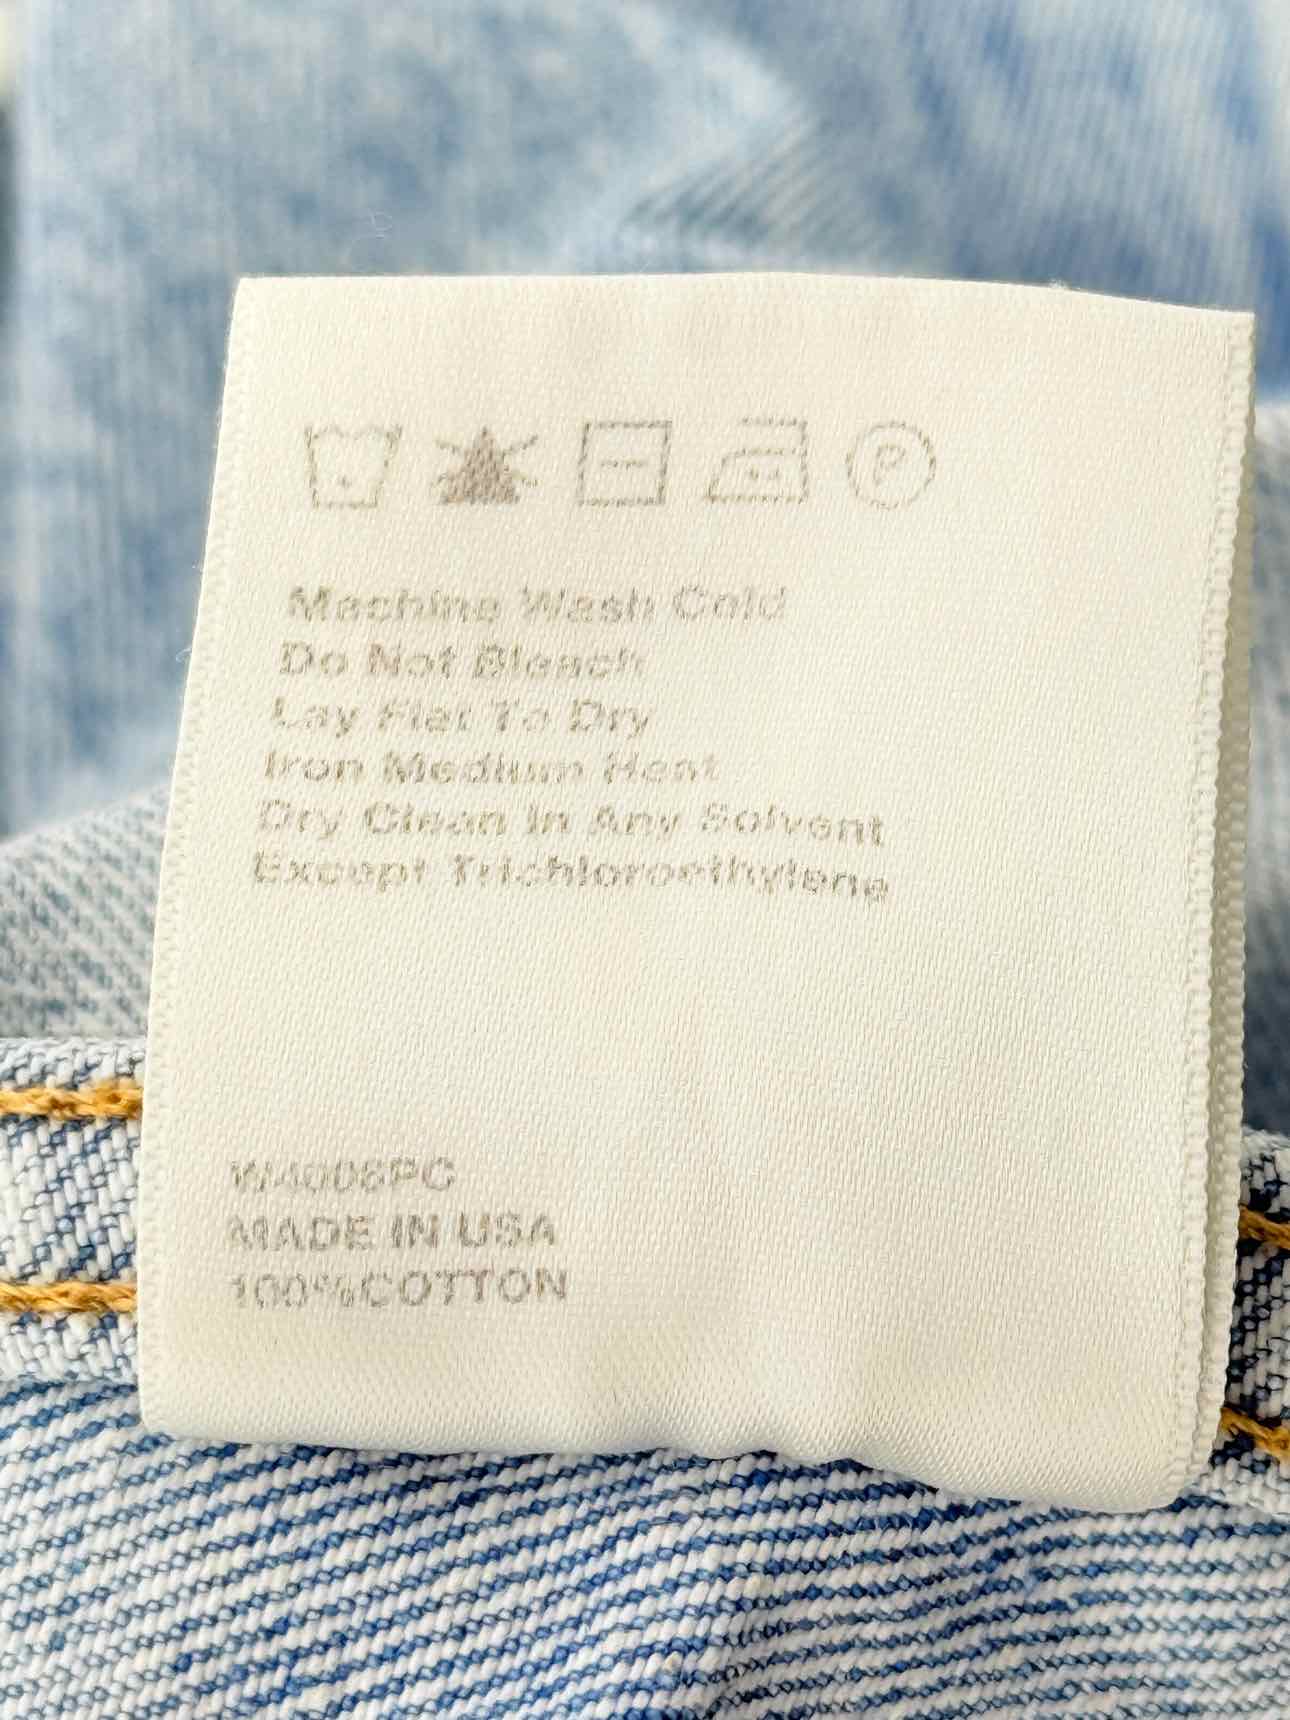 P
Machine Wash Cold
Do Not Bleach
Lay Flat To Dry
Iron Medium Heat
Dry Clean In Any Solvent
Except Trichloroethylene
W4006PC
MADE IN USA
100%COTTON